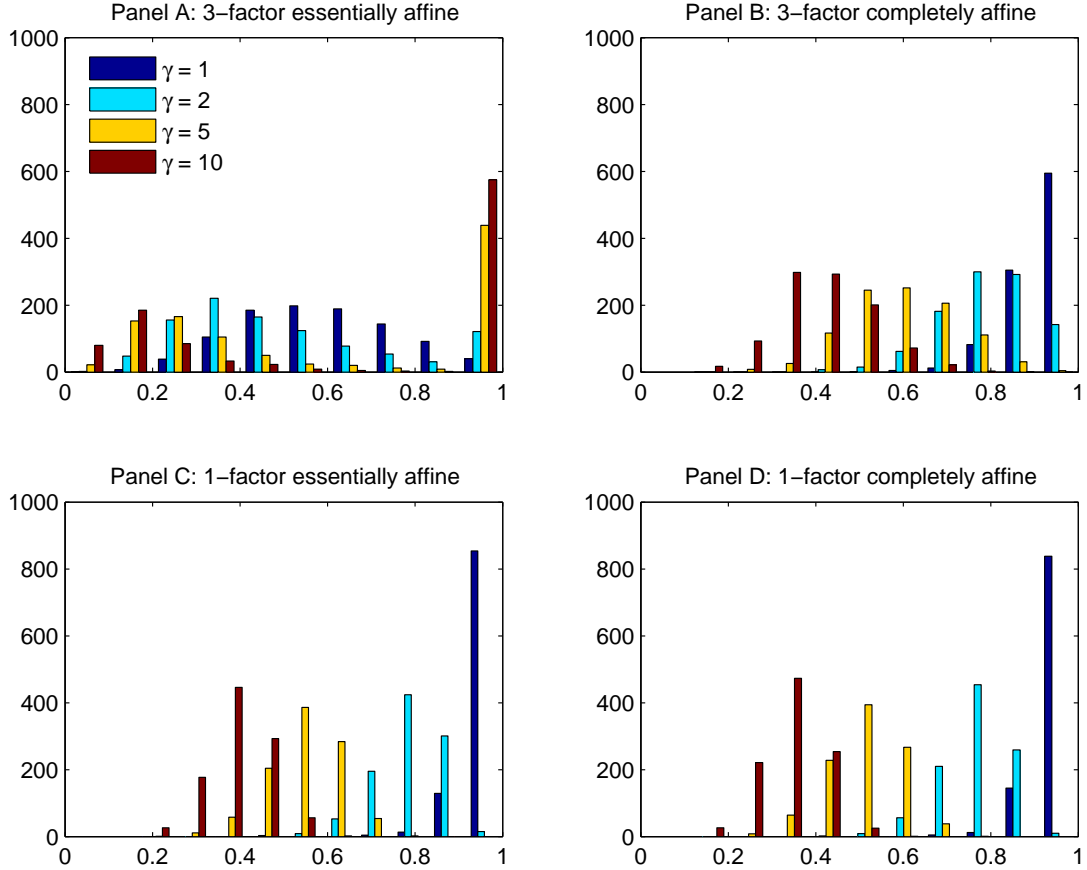 Panel A: 3−factor essentially affine
1000
800
600
400
200
0
0 0.2 0.4 0.6 0.8 1
γ = 1
γ = 2
γ = 5
γ = 10
Panel B: 3−factor completely affine
1000
800
600
400
200
0
0 0.2 0.4 0.6 0.8 1
Panel C: 1−factor essentially affine
1000
800
600
400
200
0
0 0.2 0.4 0.6 0.8 1
Panel D: 1−factor completely affine
1000
800
600
400
200
0
0 0.2 0.4 0.6 0.8 1